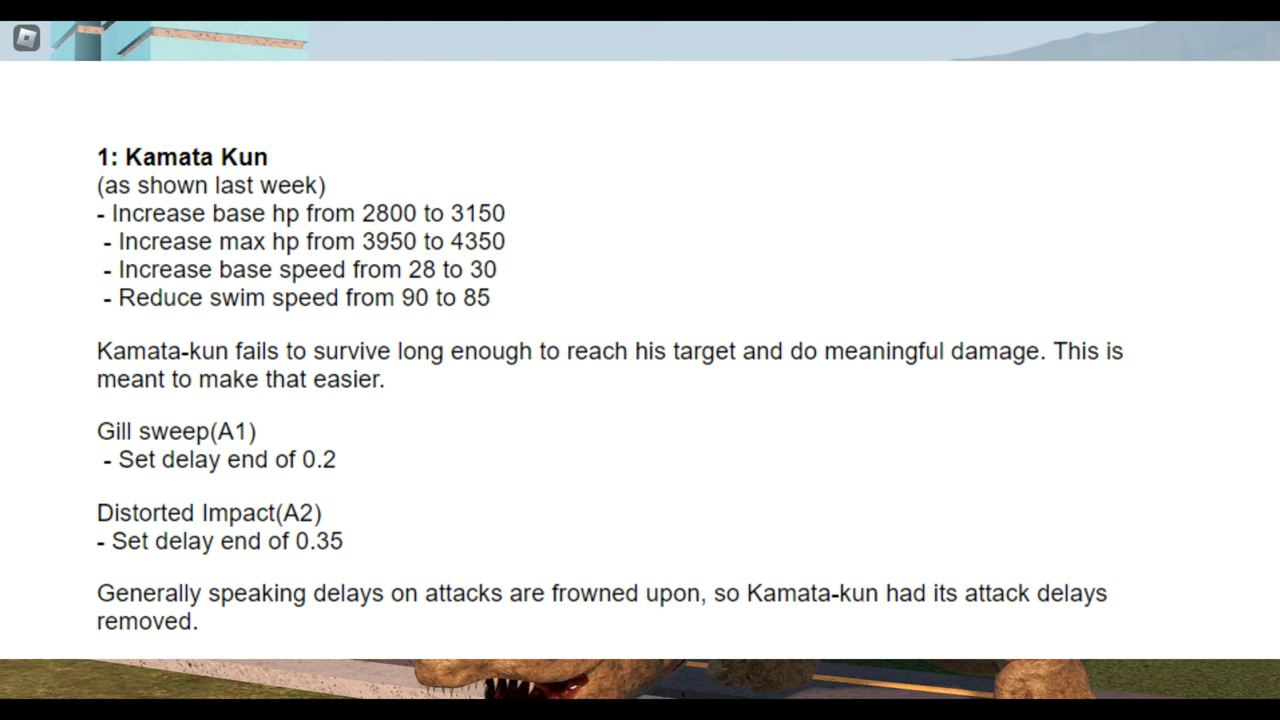 1: Kamata Kun
(as shown last week)
- Increase base hp from 2800 to 3150
- Increase max hp from 3950 to 4350
- Increase base speed from 28 to 30
- Reduce swim speed from 90 to 85
Kamata-kun fails to survive long enough to reach his target and do meaningful damage. This is
meant to make that easier.
Gill sweep(A1)
- Set delay end of 0.2
Distorted Impact(A2)
- Set delay end of 0.35
Generally speaking delays on attacks are frowned upon, so Kamata-kun had its attack delays
removed.